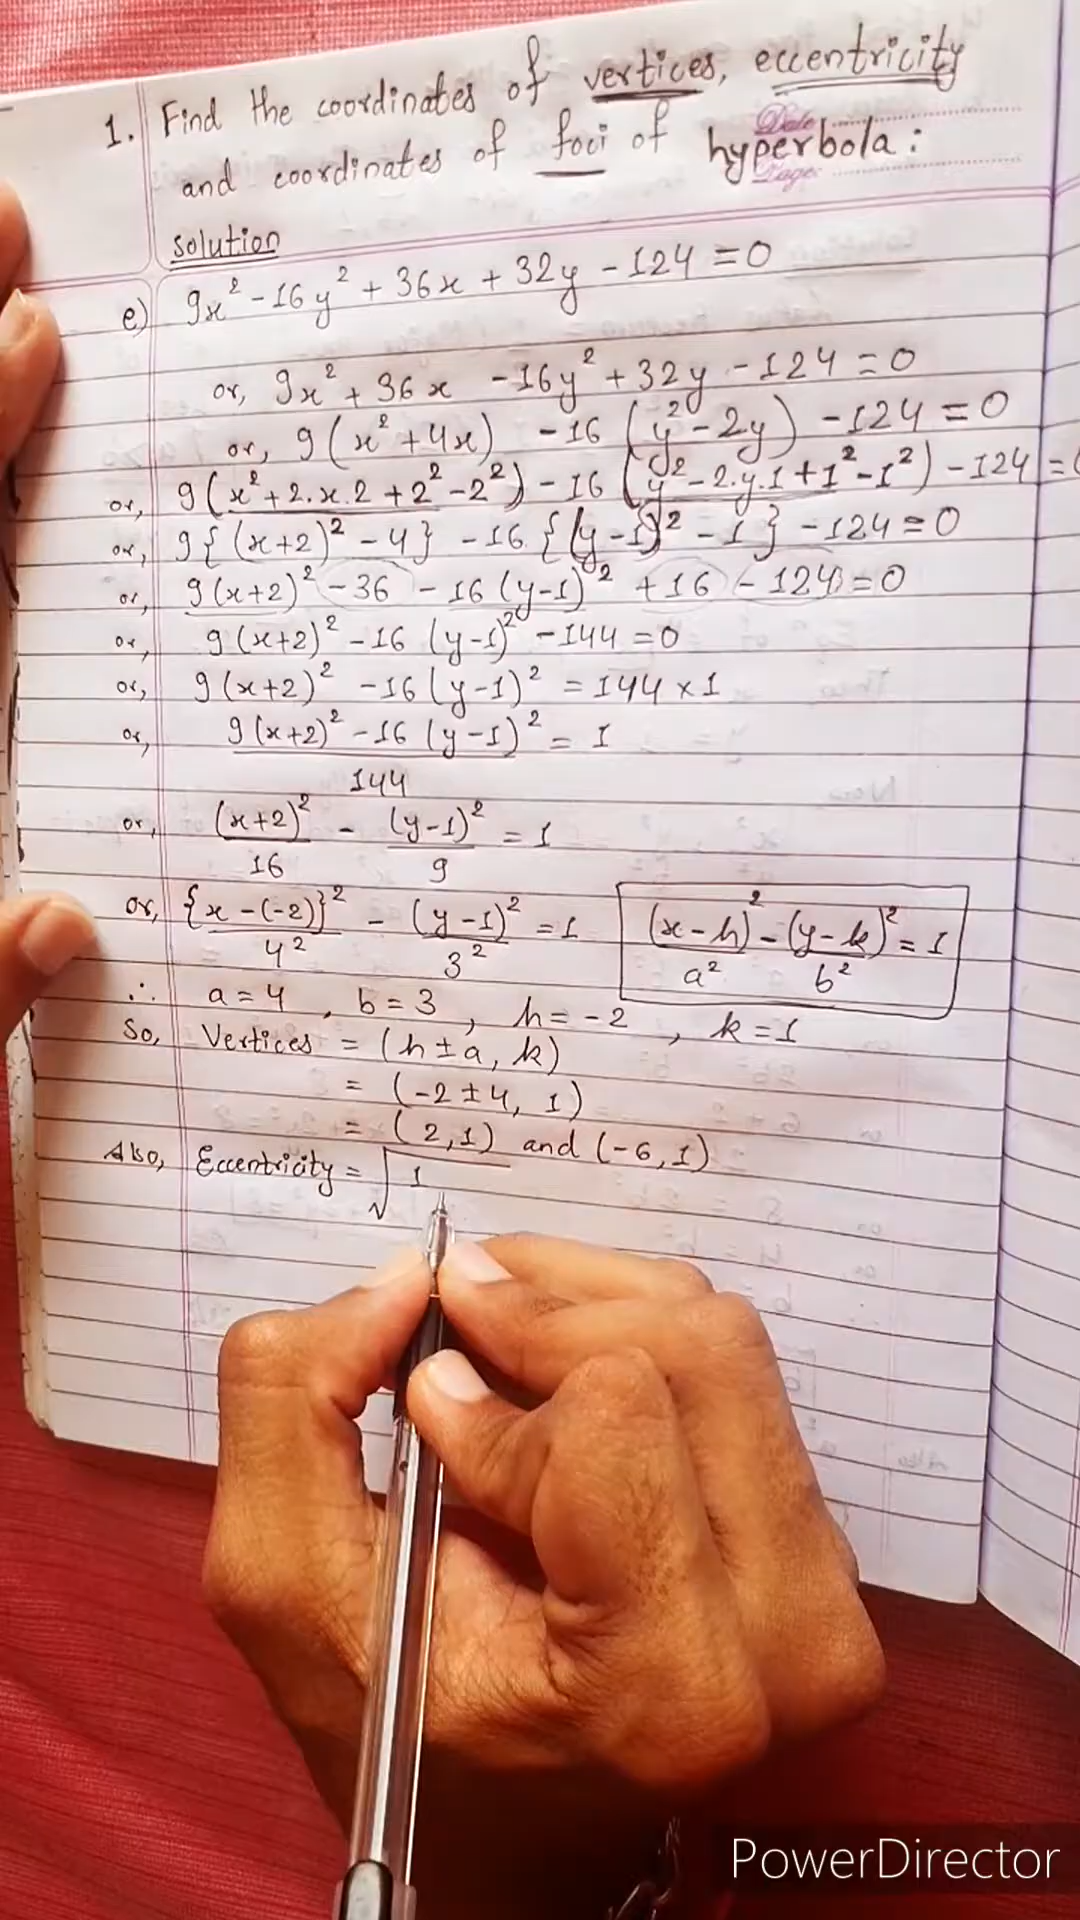 1. Find the coordinates of vertices, eccentricity
and coordinates of foci of hyperbola:
Date
Page
solution
e) 9x² - 16y² + 36x + 32y - 124 = 0
or, 9x² + 36x - 16y² + 32y - 124 = 0
or, 9(x² + 4x) - 16(y² - 2y) - 124 = 0
or, 9(x² + 2.x.2 + 2² - 2²) - 16(y² - 2.y.1 + 1² - 1²) - 124 = 0
or, 9{(x+2)² - 4} - 16{(y-1)² - 1} - 124 = 0
or, 9(x+2)² - 36 - 16(y-1)² + 16 - 124 = 0
or, 9(x+2)² - 16(y-1)² - 144 = 0
or, 9(x+2)² - 16(y-1)² = 144 × 1
or, 9(x+2)² - 16(y-1)² = 1
144
or, (x+2)² - (y-1)² = 1
16 9
or, {x-(-2)}² - (y-1)² = 1
4² 3²
(x-h)² - (y-k)² = 1
a² b²
∴ a = 4, b = 3, h = -2, k = 1
So, Vertices = (h ± a, k)
= (-2 ± 4, 1)
= (2,1) and (-6,1)
Also, Eccentricity = √1
PowerDirector